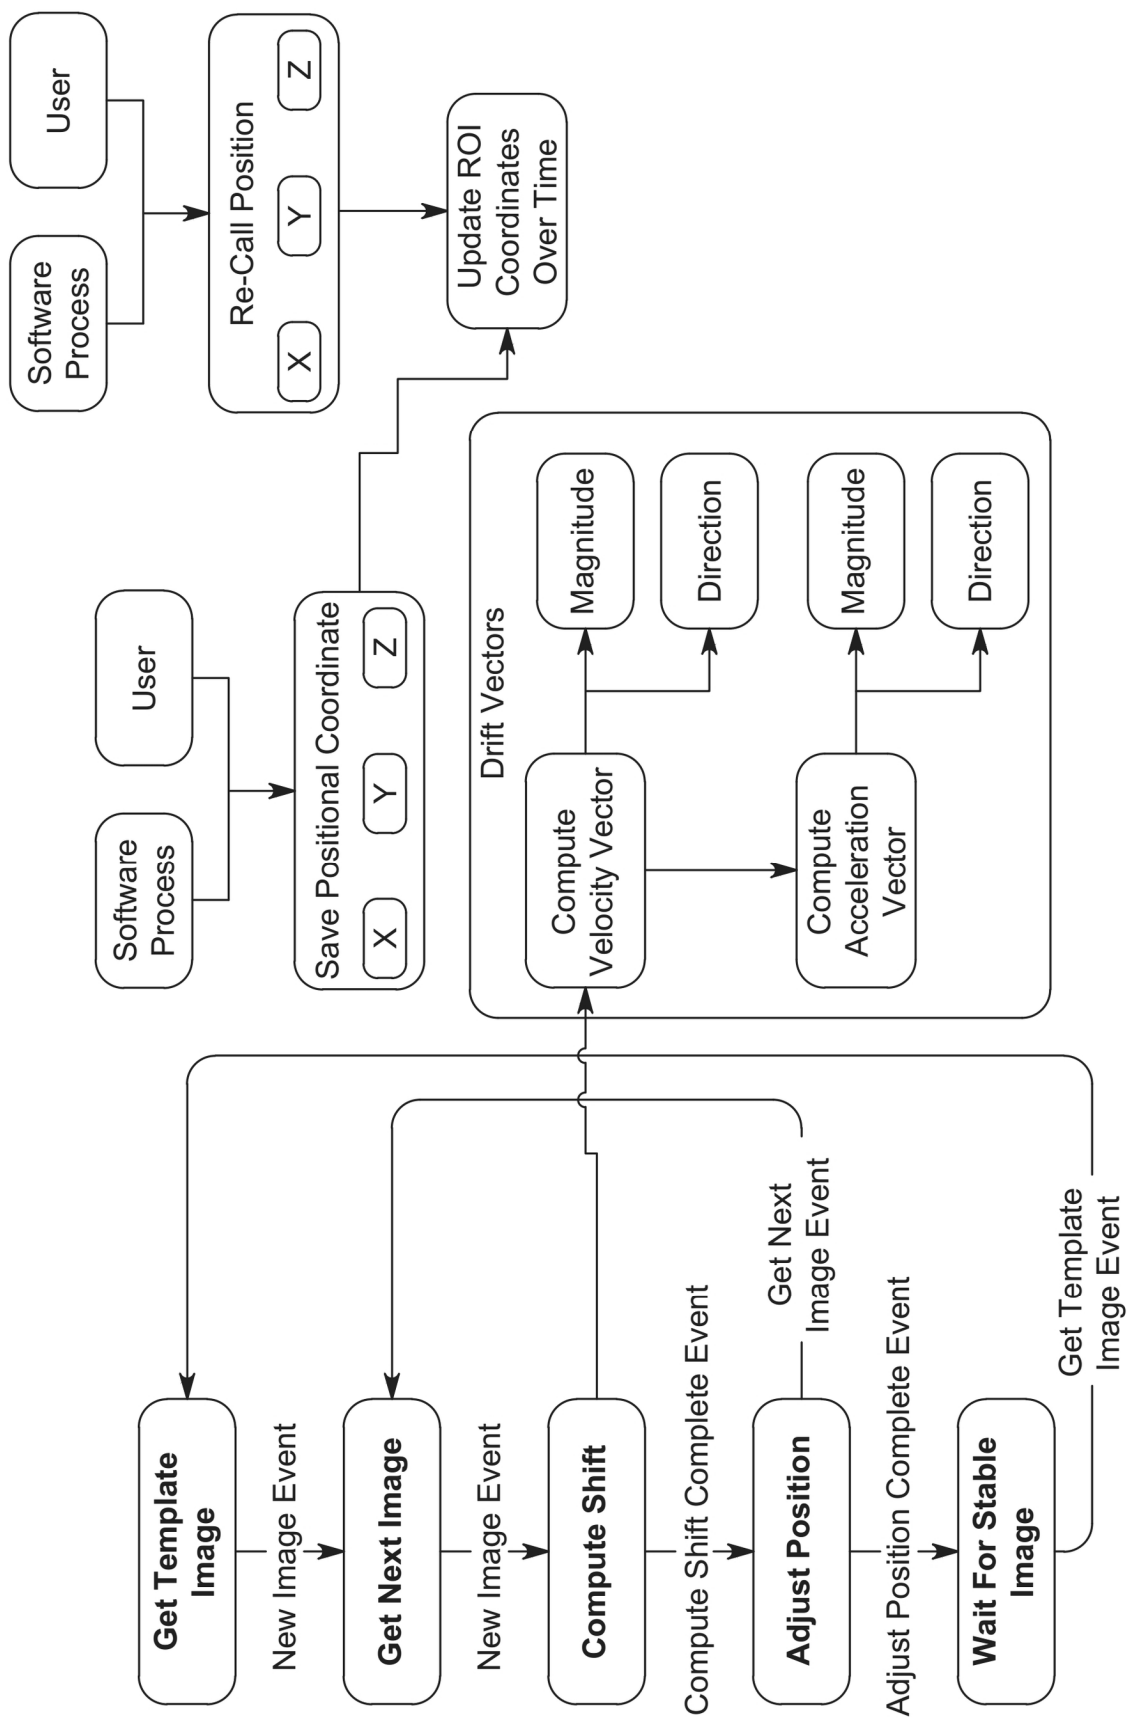 Get Template
Image
New Image Event
Get Next Image
New Image Event
Compute Shift
Compute Shift Complete Event
Adjust Position
Get Next
Image Event
Adjust Position Complete Event
Wait For Stable
Image
Get Template
Image Event
Software
Process
User
Save Positional Coordinate
X
Y
Z
Drift Vectors
Compute
Velocity Vector
Magnitude
Direction
Compute
Acceleration
Vector
Magnitude
Direction
Software
Process
User
Re-Call Position
X
Y
Z
Update ROI
Coordinates
Over Time